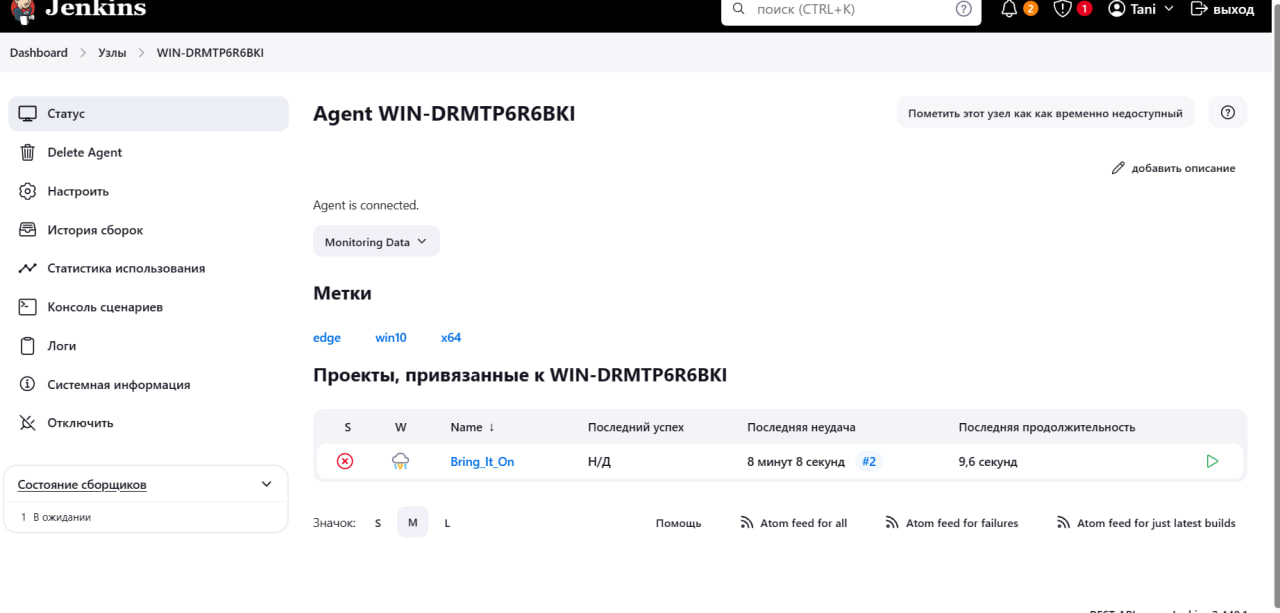 Jenkins
поиск (CTRL+K)
2
1
Tani
выход
Dashboard
Узлы
WIN-DRMTP6R6BKI
Статус
Delete Agent
Настроить
История сборок
Статистика использования
Консоль сценариев
Логи
Системная информация
Отключить
Состояние сборщиков
1 В ожидании
Agent WIN-DRMTP6R6BKI
Пометить этот узел как как временно недоступный
добавить описание
Agent is connected.
Monitoring Data
Метки
edge win10 x64
Проекты, привязанные к WIN-DRMTP6R6BKI
S W Name ↓ Последний успех Последняя неудача Последняя продолжительность
Bring_It_On Н/Д 8 минут 8 секунд #2 9,6 секунд
Значок: S M L Помощь Atom feed for all Atom feed for failures Atom feed for just latest builds